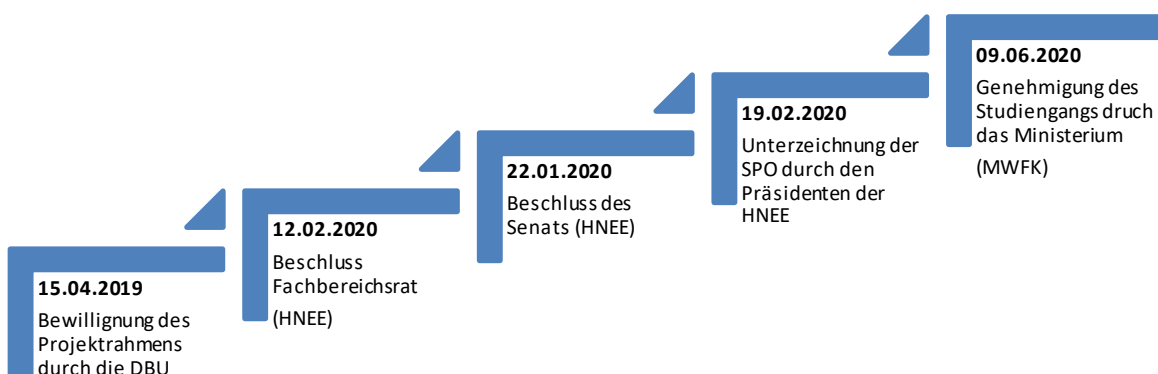 15.04.2019
Bewillignung des
Projektrahmens
durch die DBU
12.02.2020
Beschluss
Fachbereichsrat
(HNEE)
22.01.2020
Beschluss des
Senats (HNEE)
19.02.2020
Unterzeichnung der
SPO durch den
Präsidenten der
HNEE
09.06.2020
Genehmigung des
Studiengangs druch
das Ministerium
(MWFK)